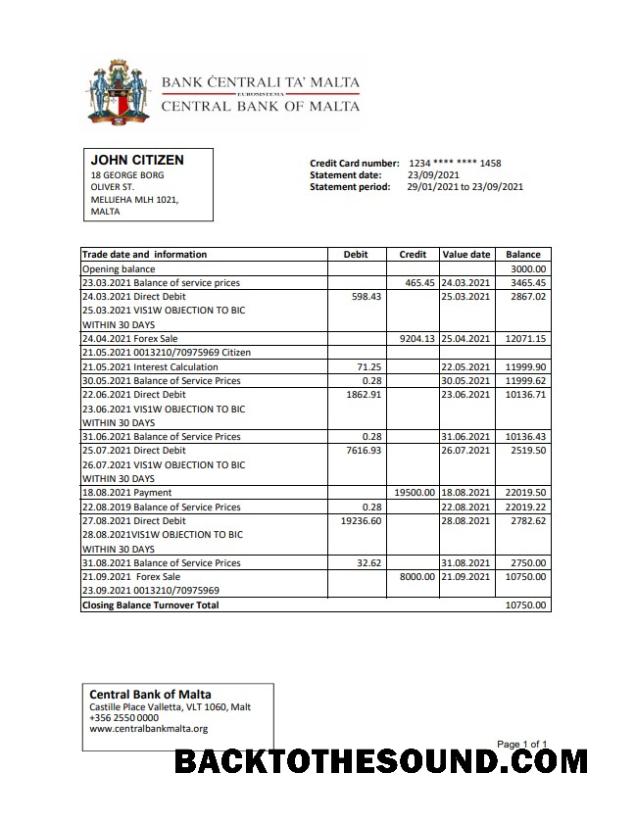 BANK ĊENTRALI TA' MALTA
EUROSISTEMA
CENTRAL BANK OF MALTA
JOHN CITIZEN
18 GEORGE BORG
OLIVER ST.
MELLIEHA MLH 1021,
MALTA
Credit Card number: 1234 **** **** 1458
Statement date: 23/09/2021
Statement period: 29/01/2021 to 23/09/2021
Trade date and information Debit Credit Value date Balance
Opening balance 3000.00
23.03.2021 Balance of service prices 465.45 24.03.2021 3465.45
24.03.2021 Direct Debit 598.43 25.03.2021 2867.02
25.03.2021 VIS1W OBJECTION TO BIC
WITHIN 30 DAYS
24.04.2021 Forex Sale 9204.13 25.04.2021 12071.15
21.05.2021 0013210/70975969 Citizen
21.05.2021 Interest Calculation 71.25 22.05.2021 11999.90
30.05.2021 Balance of Service Prices 0.28 30.05.2021 11999.62
22.06.2021 Direct Debit 1862.91 23.06.2021 10136.71
23.06.2021 VIS1W OBJECTION TO BIC
WITHIN 30 DAYS
31.06.2021 Balance of Service Prices 0.28 31.06.2021 10136.43
25.07.2021 Direct Debit 7616.93 26.07.2021 2519.50
26.07.2021 VIS1W OBJECTION TO BIC
WITHIN 30 DAYS
18.08.2021 Payment 19500.00 18.08.2021 22019.50
22.08.2019 Balance of Service Prices 0.28 22.08.2021 22019.22
27.08.2021 Direct Debit 19236.60 28.08.2021 2782.62
28.08.2021VIS1W OBJECTION TO BIC
WITHIN 30 DAYS
31.08.2021 Balance of Service Prices 32.62 31.08.2021 2750.00
21.09.2021 Forex Sale 8000.00 21.09.2021 10750.00
23.09.2021 0013210/70975969
Closing Balance Turnover Total 10750.00
Central Bank of Malta
Castille Place Valletta, VLT 1060, Malt
+356 2550 0000
www.centralbankmalta.org
Page 1 of 1
BACKTOTHESOUND.COM